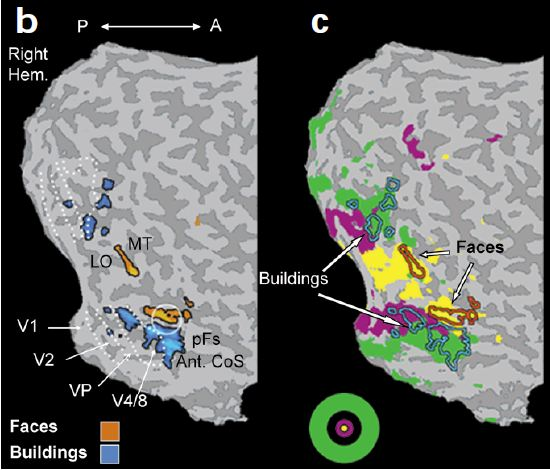 b
P A
Right
Hem.
MT
LO
V1
V2
VP
V4/8
pFs
Ant. CoS
Faces
Buildings
c
Faces
Buildings